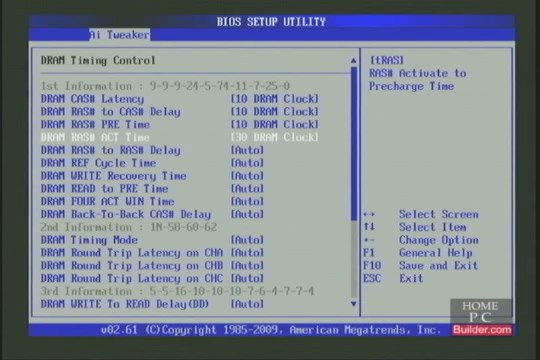 BIOS SETUP UTILITY
Ai Tweaker
DRAM Timing Control
1st Information : 9-9-9-24-5-74-11-7-25-0
DRAM CAS# Latency [10 DRAM Clock]
DRAM RAS# to CAS# Delay [10 DRAM Clock]
DRAM RAS# PRE Time [10 DRAM Clock]
DRAM RAS# ACT Time [30 DRAM Clock]
DRAM RAS# to RAS# Delay [Auto]
DRAM REF Cycle Time [Auto]
DRAM WRITE Recovery Time [Auto]
DRAM READ to PRE Time [Auto]
DRAM FOUR ACT WIN Time [Auto]
DRAM Back-To-Back CAS# Delay [Auto]
2nd Information : 1N-58-60-62
DRAM Timing Mode [Auto]
DRAM Round Trip Latency on CHA [Auto]
DRAM Round Trip Latency on CHB [Auto]
DRAM Round Trip Latency on CHC [Auto]
3rd Information : 5-5-16-10-10-10-7-6-4-7-7-4
DRAM WRITE To READ Delay(DD) [Auto]
[tRAS]
RAS# Activate to
Precharge Time
←→ Select Screen
↑↓ Select Item
+- Change Option
F1 General Help
F10 Save and Exit
ESC Exit
v02.61 (C)Copyright 1985-2009, American Megatrends, Inc.
HOME
PC
Builder.com